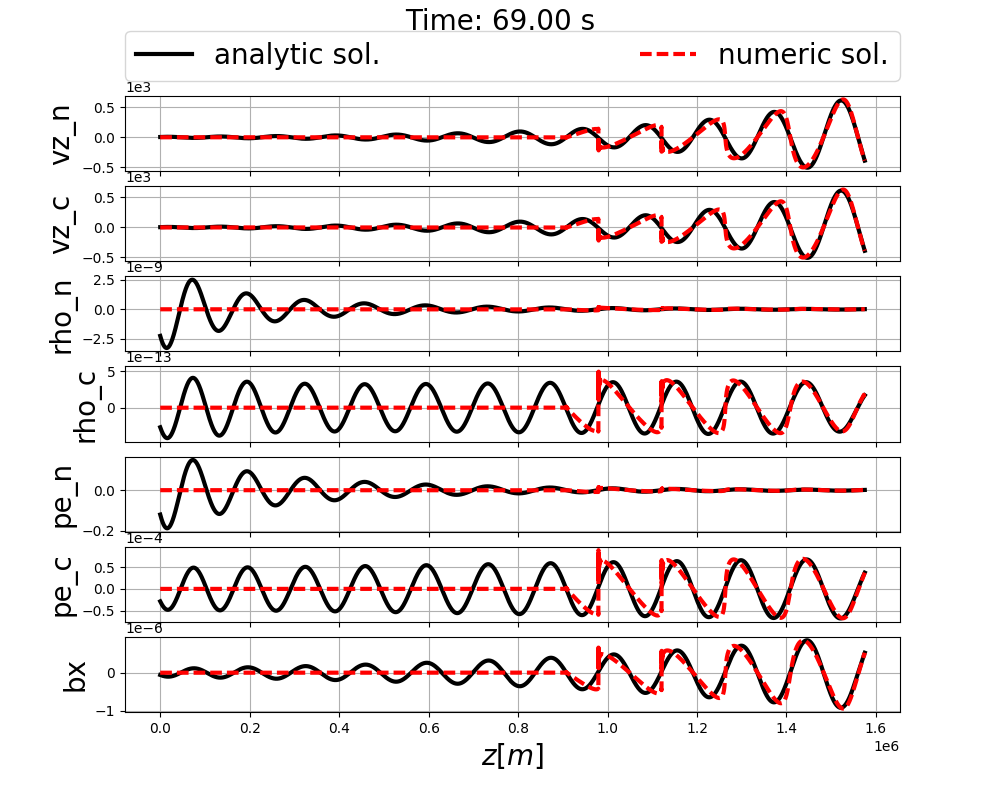 Time: 69.00 s
analytic sol. numeric sol.
1e3
0.5
0.0
−0.5
vz_n
1e3
0.5
0.0
−0.5
vz_c
1e−9
2.5
0.0
−2.5
rho_n
1e−13
5
0
rho_c
0.0
−0.2
pe_n
1e−4
0.5
0.0
−0.5
pe_c
1e−6
0
−1
bx
0.0 0.2 0.4 0.6 0.8 1.0 1.2 1.4 1.6
1e6
z[m]